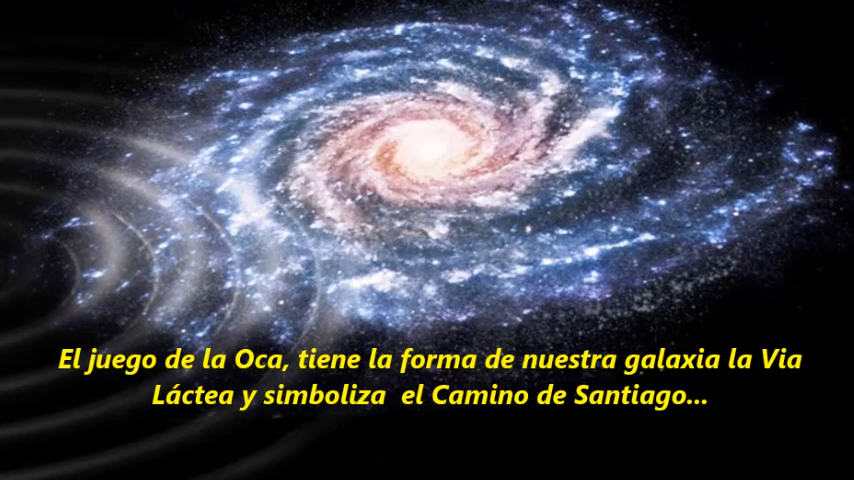 El juego de la Oca, tiene la forma de nuestra galaxia la Via
Láctea y simboliza  el Camino de Santiago...